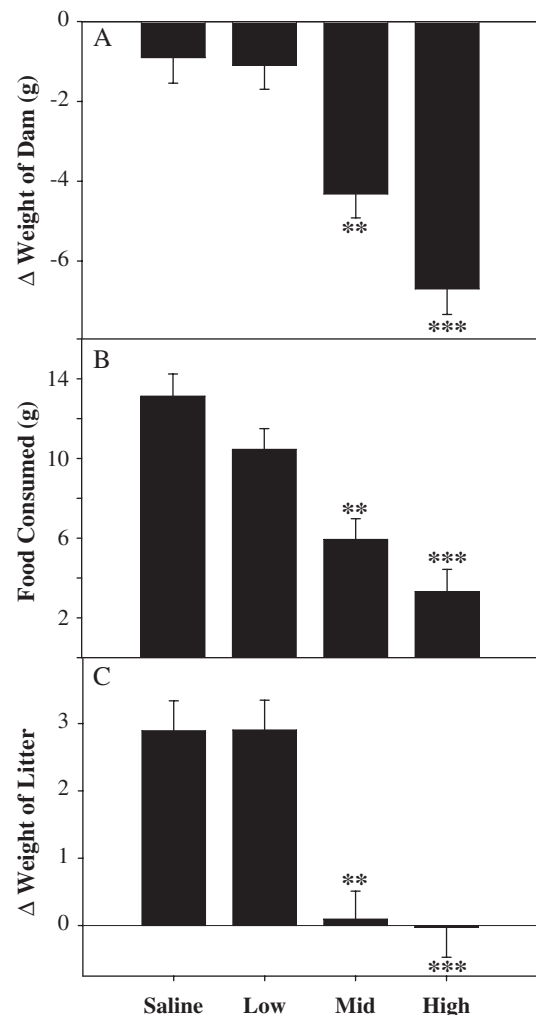 A
0
-2
-4
-6
Δ Weight of Dam (g)
**
***
B
14
10
6
2
Food Consumed (g)
**
***
C
3
2
1
0
Δ Weight of Litter
**
***
Saline Low Mid High